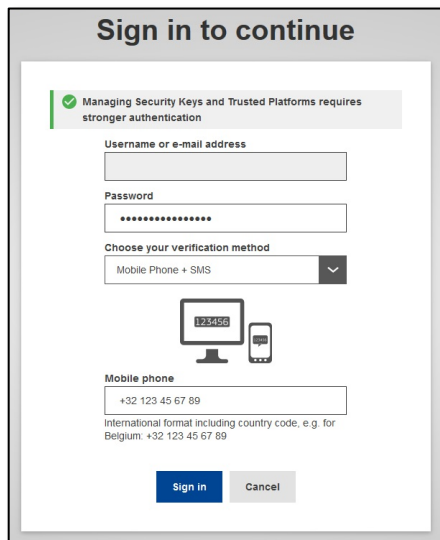 Sign in to continue
Managing Security Keys and Trusted Platforms requires
stronger authentication
Username or e-mail address
Password
••••••••••••••••
Choose your verification method
Mobile Phone + SMS
123456
123456
Mobile phone
+32 123 45 67 89
International format including country code, e.g. for
Belgium: +32 123 45 67 89
Sign in Cancel